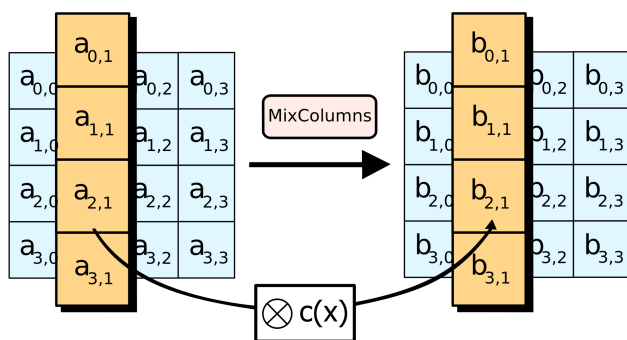 a0,0 a0,1 a0,2 a0,3
a1,0 a1,1 a1,2 a1,3
a2,0 a2,1 a2,2 a2,3
a3,0 a3,1 a3,2 a3,3
MixColumns
b0,0 b0,1 b0,2 b0,3
b1,0 b1,1 b1,2 b1,3
b2,0 b2,1 b2,2 b2,3
b3,0 b3,1 b3,2 b3,3
⊗ c(x)